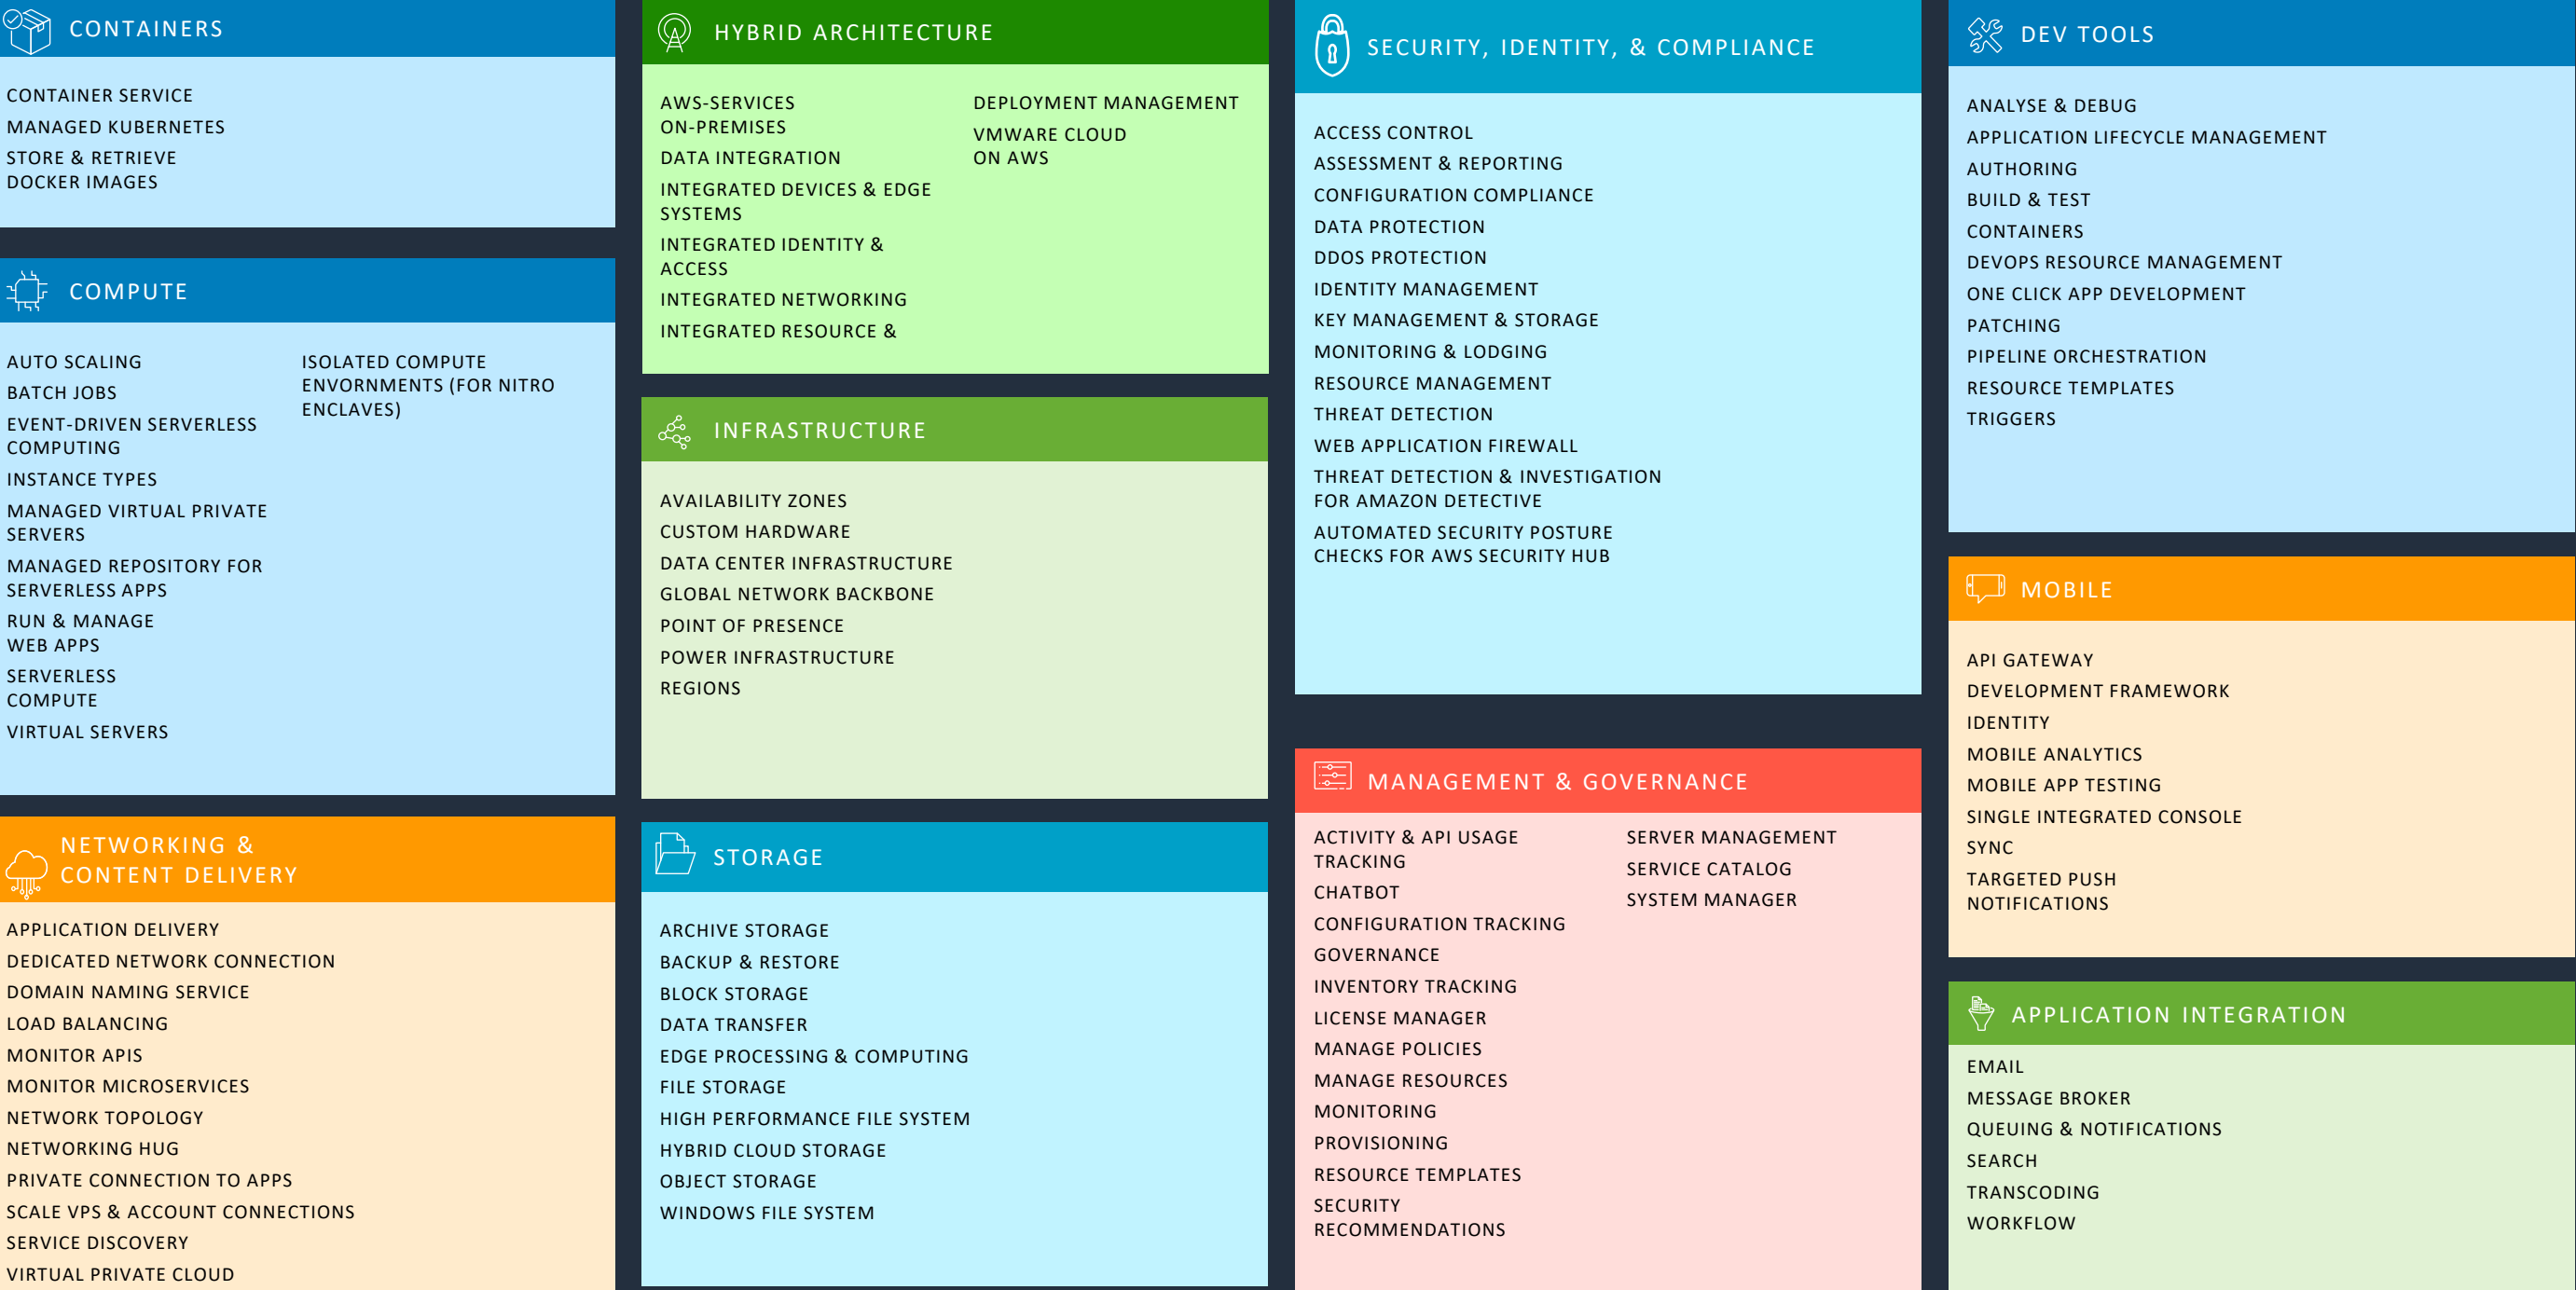 CONTAINERS
CONTAINER SERVICE
MANAGED KUBERNETES
STORE & RETRIEVE
DOCKER IMAGES
COMPUTE
AUTO SCALING
BATCH JOBS
EVENT-DRIVEN SERVERLESS
COMPUTING
INSTANCE TYPES
MANAGED VIRTUAL PRIVATE
SERVERS
MANAGED REPOSITORY FOR
SERVERLESS APPS
RUN & MANAGE
WEB APPS
SERVERLESS
COMPUTE
VIRTUAL SERVERS
ISOLATED COMPUTE
ENVORNMENTS (FOR NITRO
ENCLAVES)
NETWORKING &
CONTENT DELIVERY
APPLICATION DELIVERY
DEDICATED NETWORK CONNECTION
DOMAIN NAMING SERVICE
LOAD BALANCING
MONITOR APIS
MONITOR MICROSERVICES
NETWORK TOPOLOGY
NETWORKING HUG
PRIVATE CONNECTION TO APPS
SCALE VPS & ACCOUNT CONNECTIONS
SERVICE DISCOVERY
VIRTUAL PRIVATE CLOUD
HYBRID ARCHITECTURE
AWS-SERVICES
ON-PREMISES
DATA INTEGRATION
INTEGRATED DEVICES & EDGE
SYSTEMS
INTEGRATED IDENTITY &
ACCESS
INTEGRATED NETWORKING
INTEGRATED RESOURCE &
DEPLOYMENT MANAGEMENT
VMWARE CLOUD
ON AWS
INFRASTRUCTURE
AVAILABILITY ZONES
CUSTOM HARDWARE
DATA CENTER INFRASTRUCTURE
GLOBAL NETWORK BACKBONE
POINT OF PRESENCE
POWER INFRASTRUCTURE
REGIONS
STORAGE
ARCHIVE STORAGE
BACKUP & RESTORE
BLOCK STORAGE
DATA TRANSFER
EDGE PROCESSING & COMPUTING
FILE STORAGE
HIGH PERFORMANCE FILE SYSTEM
HYBRID CLOUD STORAGE
OBJECT STORAGE
WINDOWS FILE SYSTEM
SECURITY, IDENTITY, & COMPLIANCE
ACCESS CONTROL
ASSESSMENT & REPORTING
CONFIGURATION COMPLIANCE
DATA PROTECTION
DDOS PROTECTION
IDENTITY MANAGEMENT
KEY MANAGEMENT & STORAGE
MONITORING & LODGING
RESOURCE MANAGEMENT
THREAT DETECTION
WEB APPLICATION FIREWALL
THREAT DETECTION & INVESTIGATION
FOR AMAZON DETECTIVE
AUTOMATED SECURITY POSTURE
CHECKS FOR AWS SECURITY HUB
MANAGEMENT & GOVERNANCE
ACTIVITY & API USAGE
TRACKING
CHATBOT
CONFIGURATION TRACKING
GOVERNANCE
INVENTORY TRACKING
LICENSE MANAGER
MANAGE POLICIES
MANAGE RESOURCES
MONITORING
PROVISIONING
RESOURCE TEMPLATES
SECURITY
RECOMMENDATIONS
SERVER MANAGEMENT
SERVICE CATALOG
SYSTEM MANAGER
DEV TOOLS
ANALYSE & DEBUG
APPLICATION LIFECYCLE MANAGEMENT
AUTHORING
BUILD & TEST
CONTAINERS
DEVOPS RESOURCE MANAGEMENT
ONE CLICK APP DEVELOPMENT
PATCHING
PIPELINE ORCHESTRATION
RESOURCE TEMPLATES
TRIGGERS
MOBILE
API GATEWAY
DEVELOPMENT FRAMEWORK
IDENTITY
MOBILE ANALYTICS
MOBILE APP TESTING
SINGLE INTEGRATED CONSOLE
SYNC
TARGETED PUSH
NOTIFICATIONS
APPLICATION INTEGRATION
EMAIL
MESSAGE BROKER
QUEUING & NOTIFICATIONS
SEARCH
TRANSCODING
WORKFLOW